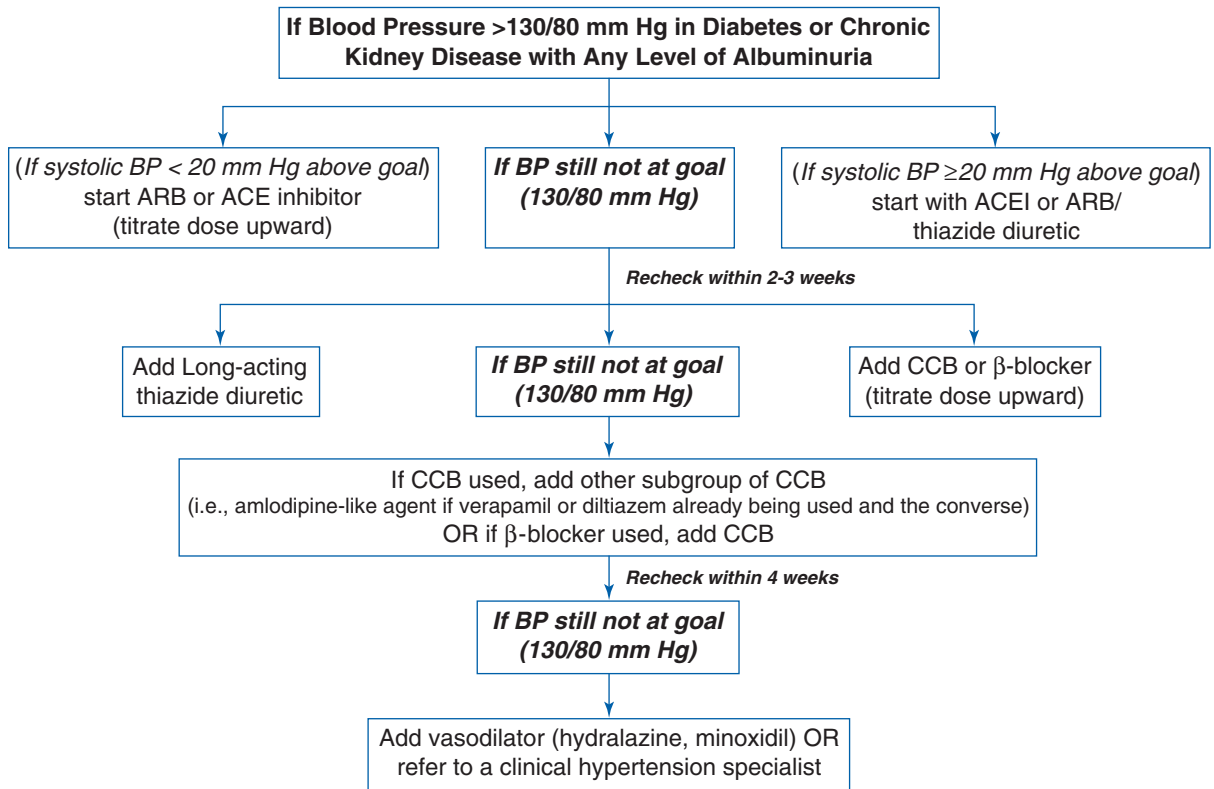 If Blood Pressure >130/80 mm Hg in Diabetes or Chronic
Kidney Disease with Any Level of Albuminuria
(If systolic BP < 20 mm Hg above goal)
start ARB or ACE inhibitor
(titrate dose upward)
If BP still not at goal
(130/80 mm Hg)
(If systolic BP ≥20 mm Hg above goal)
start with ACEI or ARB/
thiazide diuretic
Recheck within 2-3 weeks
Add Long-acting
thiazide diuretic
If BP still not at goal
(130/80 mm Hg)
Add CCB or β-blocker
(titrate dose upward)
If CCB used, add other subgroup of CCB
(i.e., amlodipine-like agent if verapamil or diltiazem already being used and the converse)
OR if β-blocker used, add CCB
Recheck within 4 weeks
If BP still not at goal
(130/80 mm Hg)
Add vasodilator (hydralazine, minoxidil) OR
refer to a clinical hypertension specialist